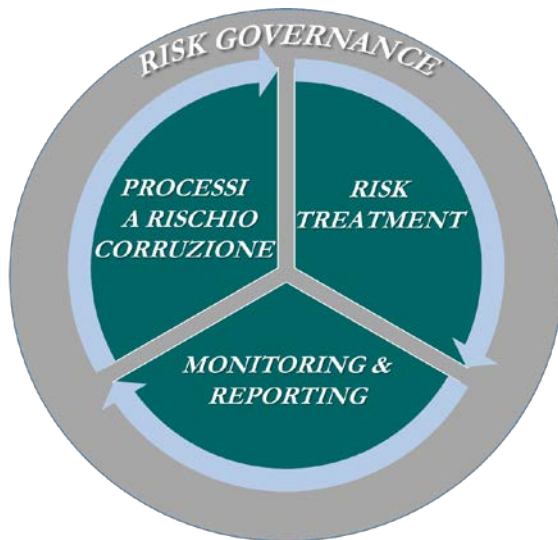 RISK GOVERNANCE
PROCESSI
A RISCHIO
CORRUZIONE
RISK
TREATMENT
MONITORING &
REPORTING